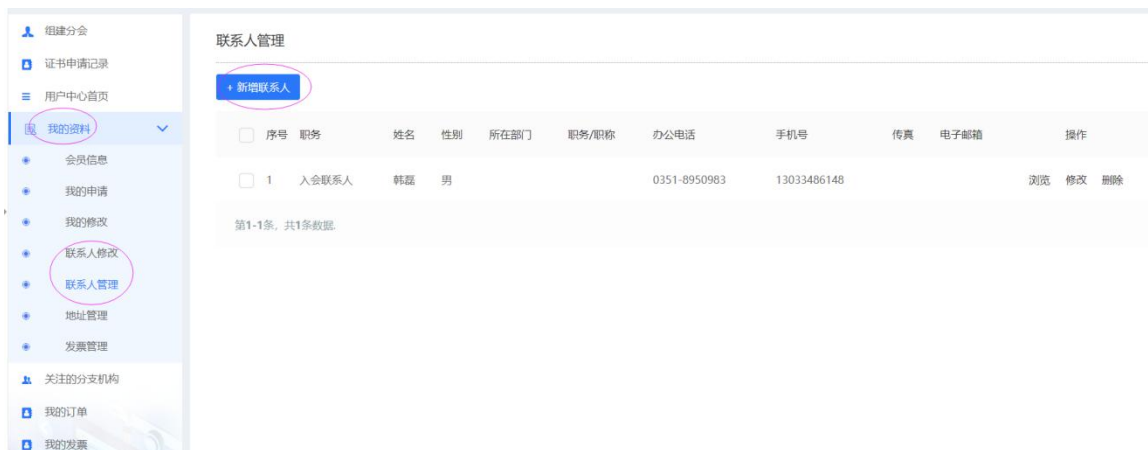 组建分会
证书申请记录
用户中心首页
我的资料
会员信息
我的申请
我的修改
联系人修改
联系人管理
地址管理
发票管理
关注的分支机构
我的订单
我的发票
联系人管理
+ 新增联系人
序号 职务 姓名 性别 所在部门 职务/职称 办公电话 手机号 传真 电子邮箱 操作
1 入会联系人 韩磊 男 0351-8950983 13033486148 浏览 修改 删除
第1-1条，共1条数据.